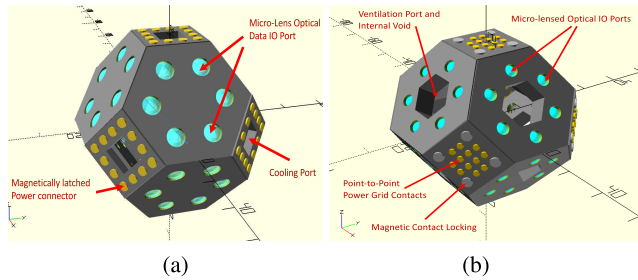 Micro-Lens Optical
Data IO Port
Cooling Port
Magnetically latched
Power connector
(a)
Ventilation Port and
Internal Void
Micro-lensed Optical IO Ports
Point-to-Point
Power Grid Contacts
Magnetic Contact Locking
(b)